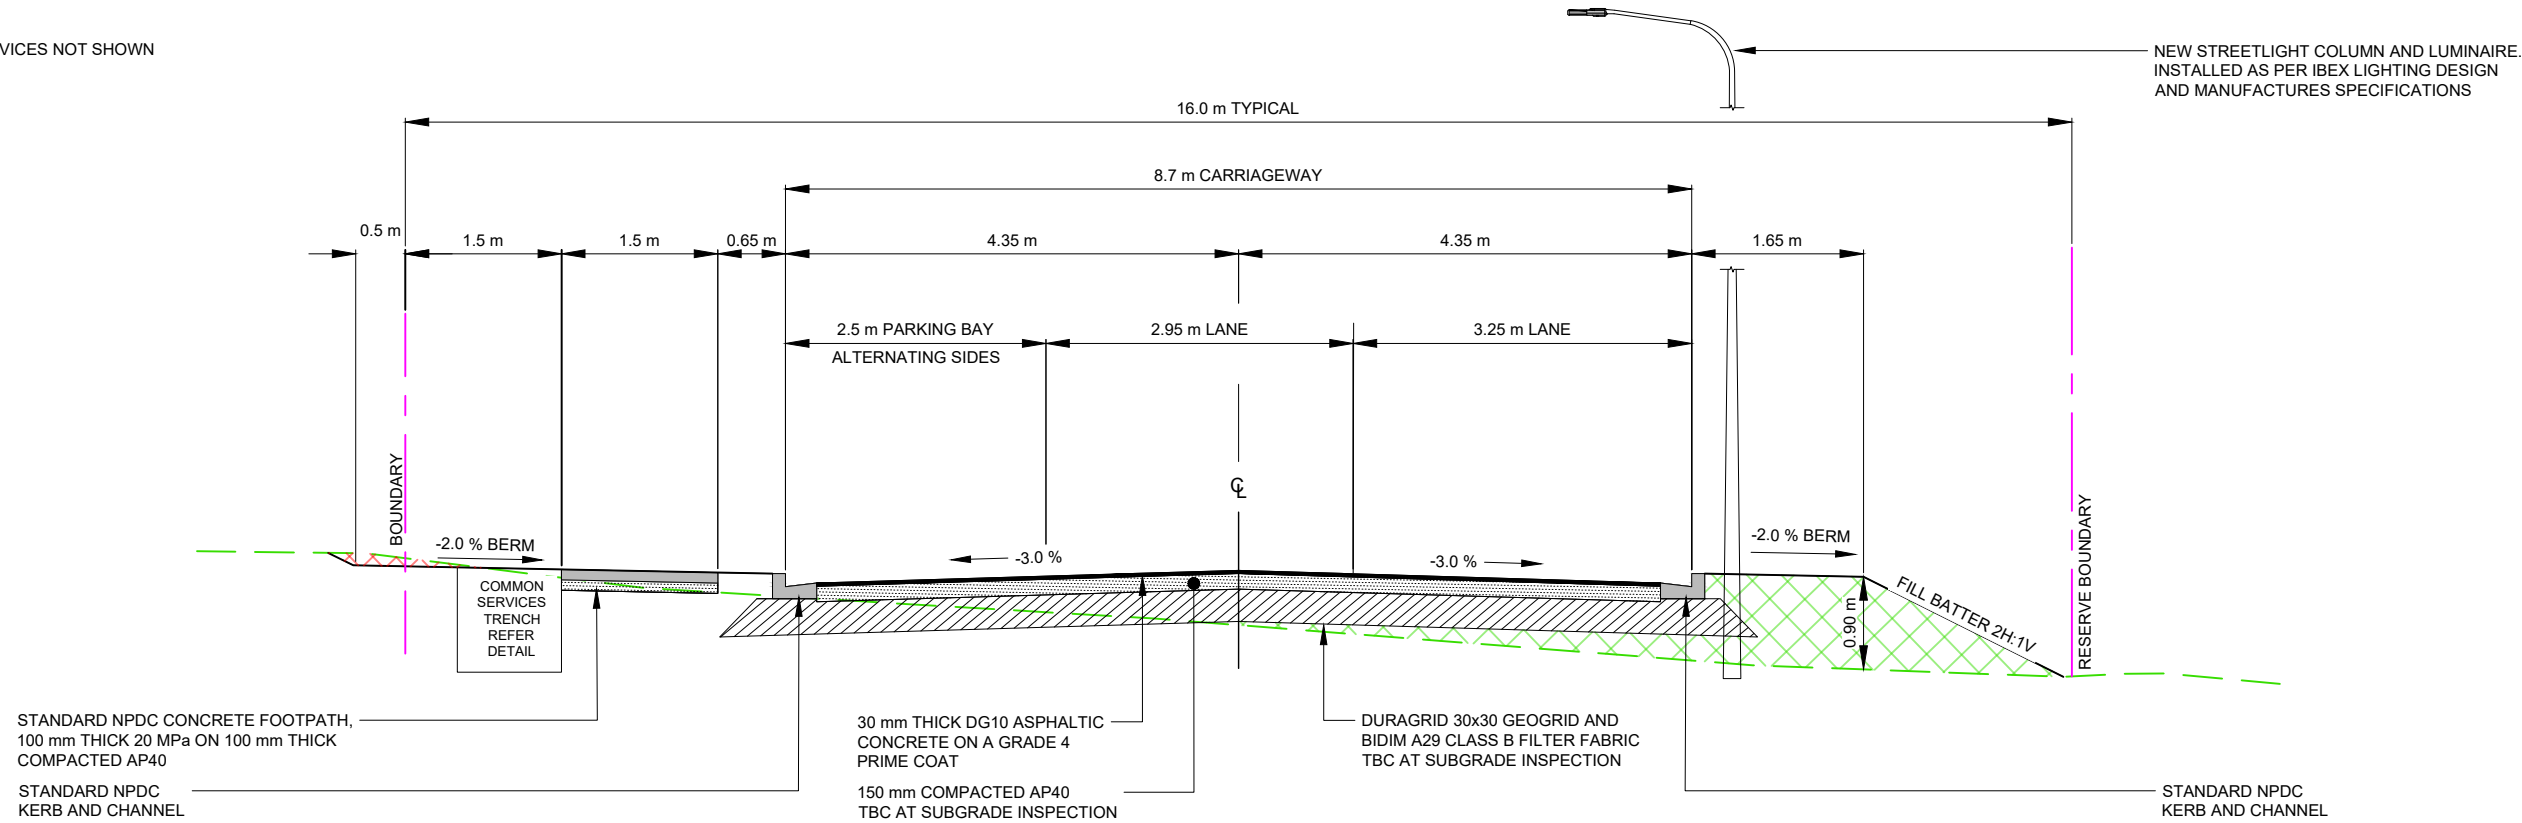 VICES NOT SHOWN
NEW STREETLIGHT COLUMN AND LUMINAIRE.
INSTALLED AS PER IBEX LIGHTING DESIGN
AND MANUFACTURES SPECIFICATIONS
16.0 m TYPICAL
8.7 m CARRIAGEWAY
0.5 m
1.5 m
1.5 m
0.65 m
4.35 m
4.35 m
1.65 m
2.5 m PARKING BAY
ALTERNATING SIDES
2.95 m LANE
3.25 m LANE
BOUNDARY
℄
RESERVE BOUNDARY
-2.0 % BERM
-3.0 %
-3.0 %
-2.0 % BERM
COMMON
SERVICES
TRENCH
REFER
DETAIL
0.90 m
FILL BATTER 2H:1V
STANDARD NPDC CONCRETE FOOTPATH,
100 mm THICK 20 MPa ON 100 mm THICK
COMPACTED AP40
STANDARD NPDC
KERB AND CHANNEL
30 mm THICK DG10 ASPHALTIC
CONCRETE ON A GRADE 4
PRIME COAT
150 mm COMPACTED AP40
TBC AT SUBGRADE INSPECTION
DURAGRID 30x30 GEOGRID AND
BIDIM A29 CLASS B FILTER FABRIC
TBC AT SUBGRADE INSPECTION
STANDARD NPDC
KERB AND CHANNEL